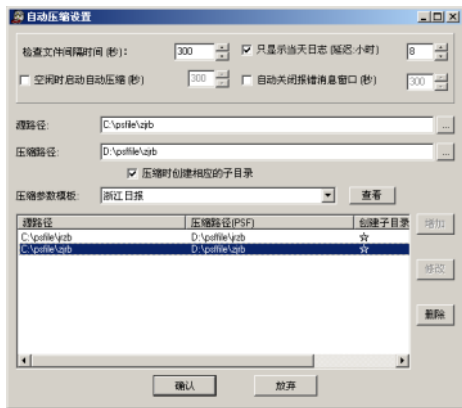 自动压缩设置
检查文件间隔时间(秒): 300 只显示当天日志(延迟:小时) 8
空闲时启动自动压缩(秒) 300 自动关闭报错消息窗口(秒) 300
源路径: C:\psfile\zjrb ...
压缩路径: D:\psffile\zjrb ...
压缩时创建相应的子目录
压缩参数模板: 浙江日报 查看
源路径 压缩路径(PSF) 创建子目录 增加
C:\psfile\jrzb D:\psffile\jrzb ☆
C:\psfile\zjrb D:\psffile\zjrb ☆
修改
删除
确认 放弃